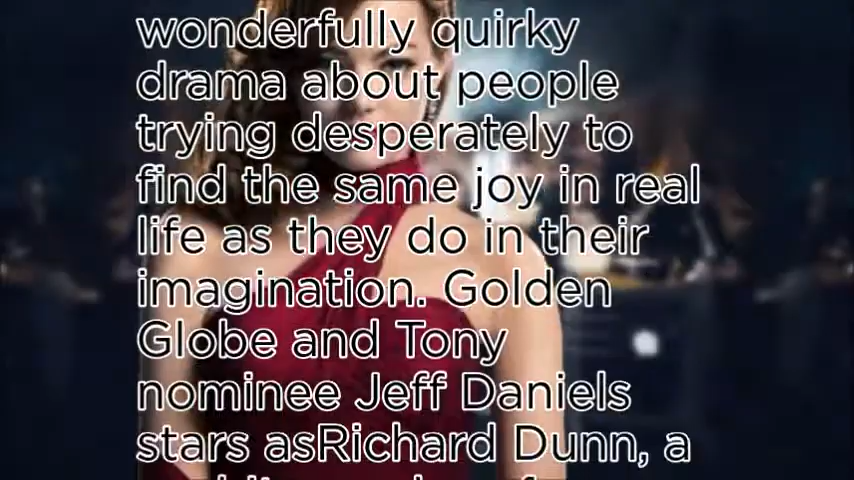 wonderfully quirky
drama about people
trying desperately to
find the same joy in real
life as they do in their
imagination. Golden
Globe and Tony
nominee Jeff Daniels
stars asRichard Dunn, a